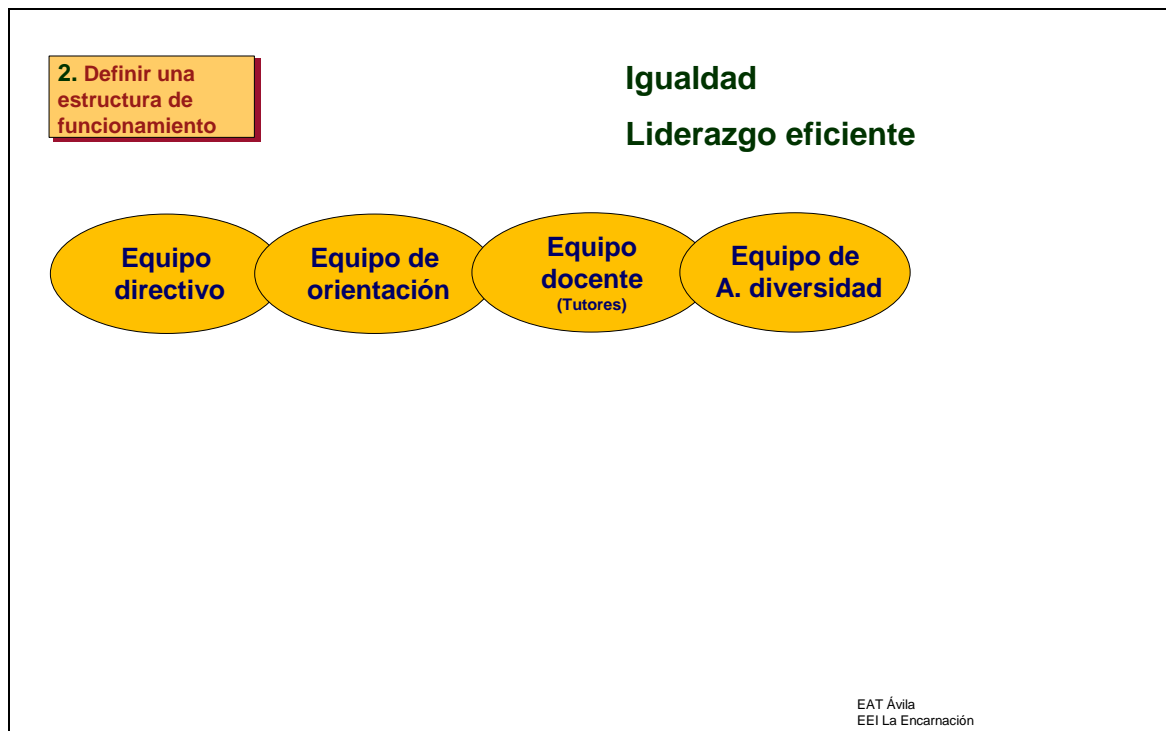 2. Definir una
estructura de
funcionamiento
Igualdad
Liderazgo eficiente
Equipo
directivo
Equipo de
orientación
Equipo
docente
(Tutores)
Equipo de
A. diversidad
EAT Ávila
EEI La Encarnación